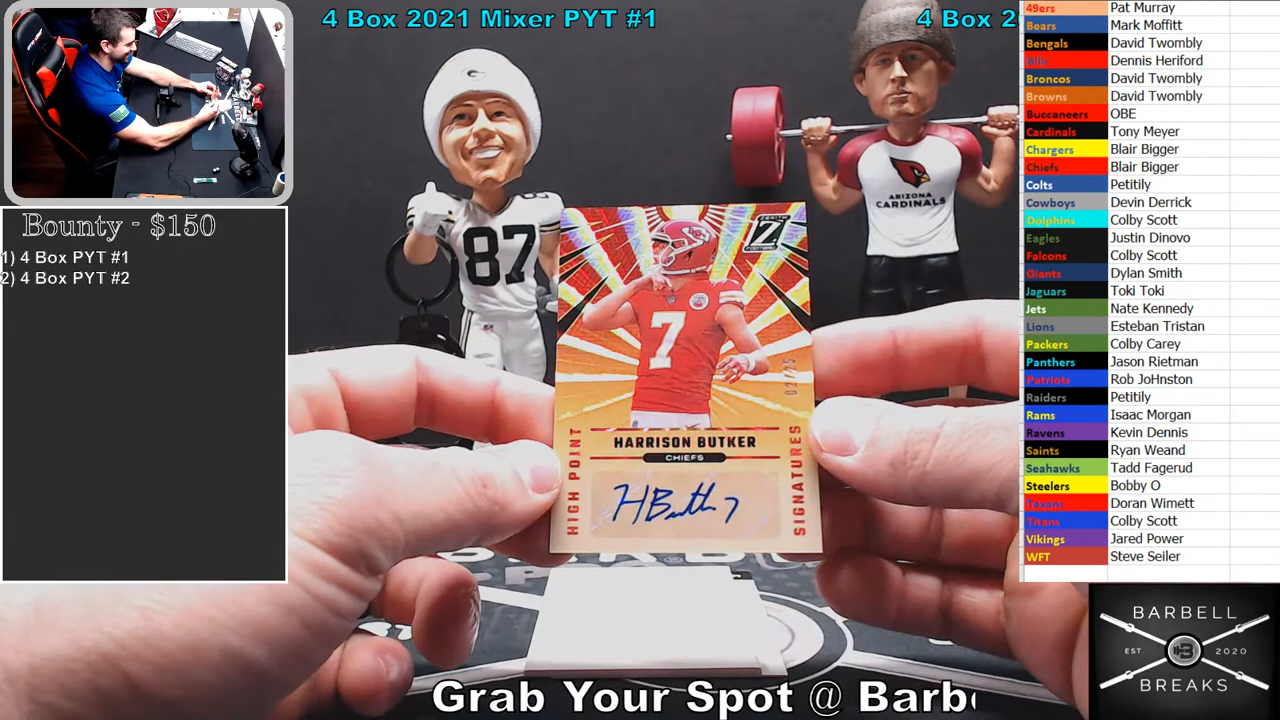 4 Box 2021 Mixer PYT #1
4 Box 2
Bounty - $150
1) 4 Box PYT #1
2) 4 Box PYT #2
G
87
ARIZONA
CARDINALS
ZENITH
Z
FOOTBALL
7
02/25
HIGH POINT
HARRISON BUTKER
CHIEFS
SIGNATURES
HButker 7
49ers Pat Murray
Bears Mark Moffitt
Bengals David Twombly
Bills Dennis Heriford
Broncos David Twombly
Browns David Twombly
Buccaneers OBE
Cardinals Tony Meyer
Chargers Blair Bigger
Chiefs Blair Bigger
Colts Petitily
Cowboys Devin Derrick
Dolphins Colby Scott
Eagles Justin Dinovo
Falcons Colby Scott
Giants Dylan Smith
Jaguars Toki Toki
Jets Nate Kennedy
Lions Esteban Tristan
Packers Colby Carey
Panthers Jason Rietman
Patriots Rob JoHnston
Raiders Petitily
Rams Isaac Morgan
Ravens Kevin Dennis
Saints Ryan Weand
Seahawks Tadd Fagerud
Steelers Bobby O
Texans Doran Wimett
Titans Colby Scott
Vikings Jared Power
WFT Steve Seiler
BARBELL
EST. 2020
BREAKS
Grab Your Spot @ Barb